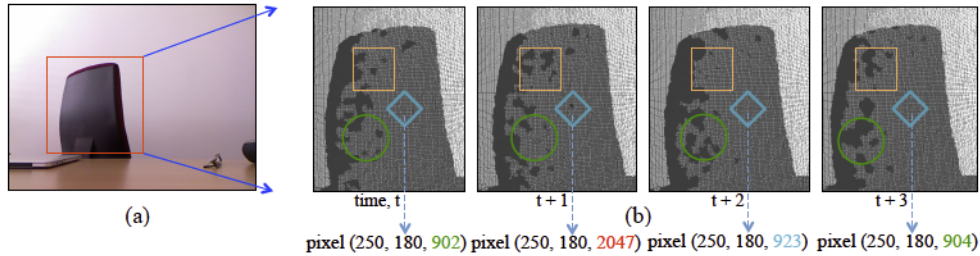 (a)
time, t
t + 1
(b)
t + 2
t + 3
pixel (250, 180, 902)
pixel (250, 180, 2047)
pixel (250, 180, 923)
pixel (250, 180, 904)